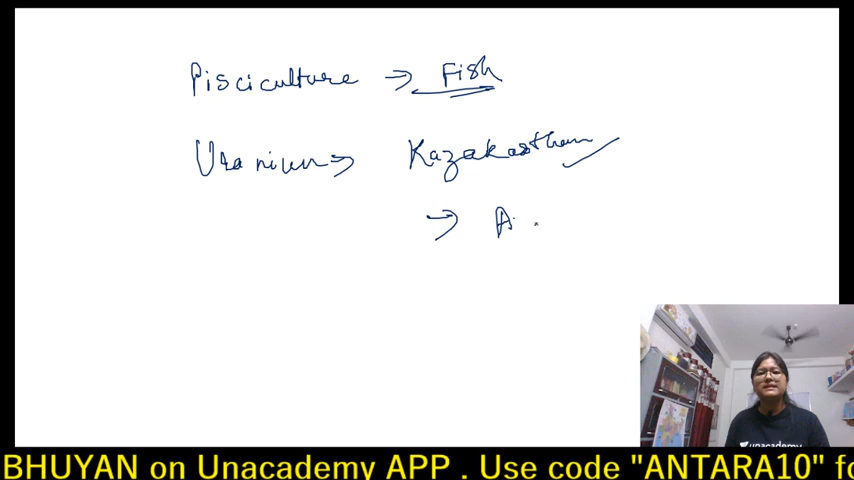 Pisciculture → Fish
Uranium → Kazakasthan
→ A
unacademy
BHUYAN on Unacademy APP . Use code "ANTARA10" fo